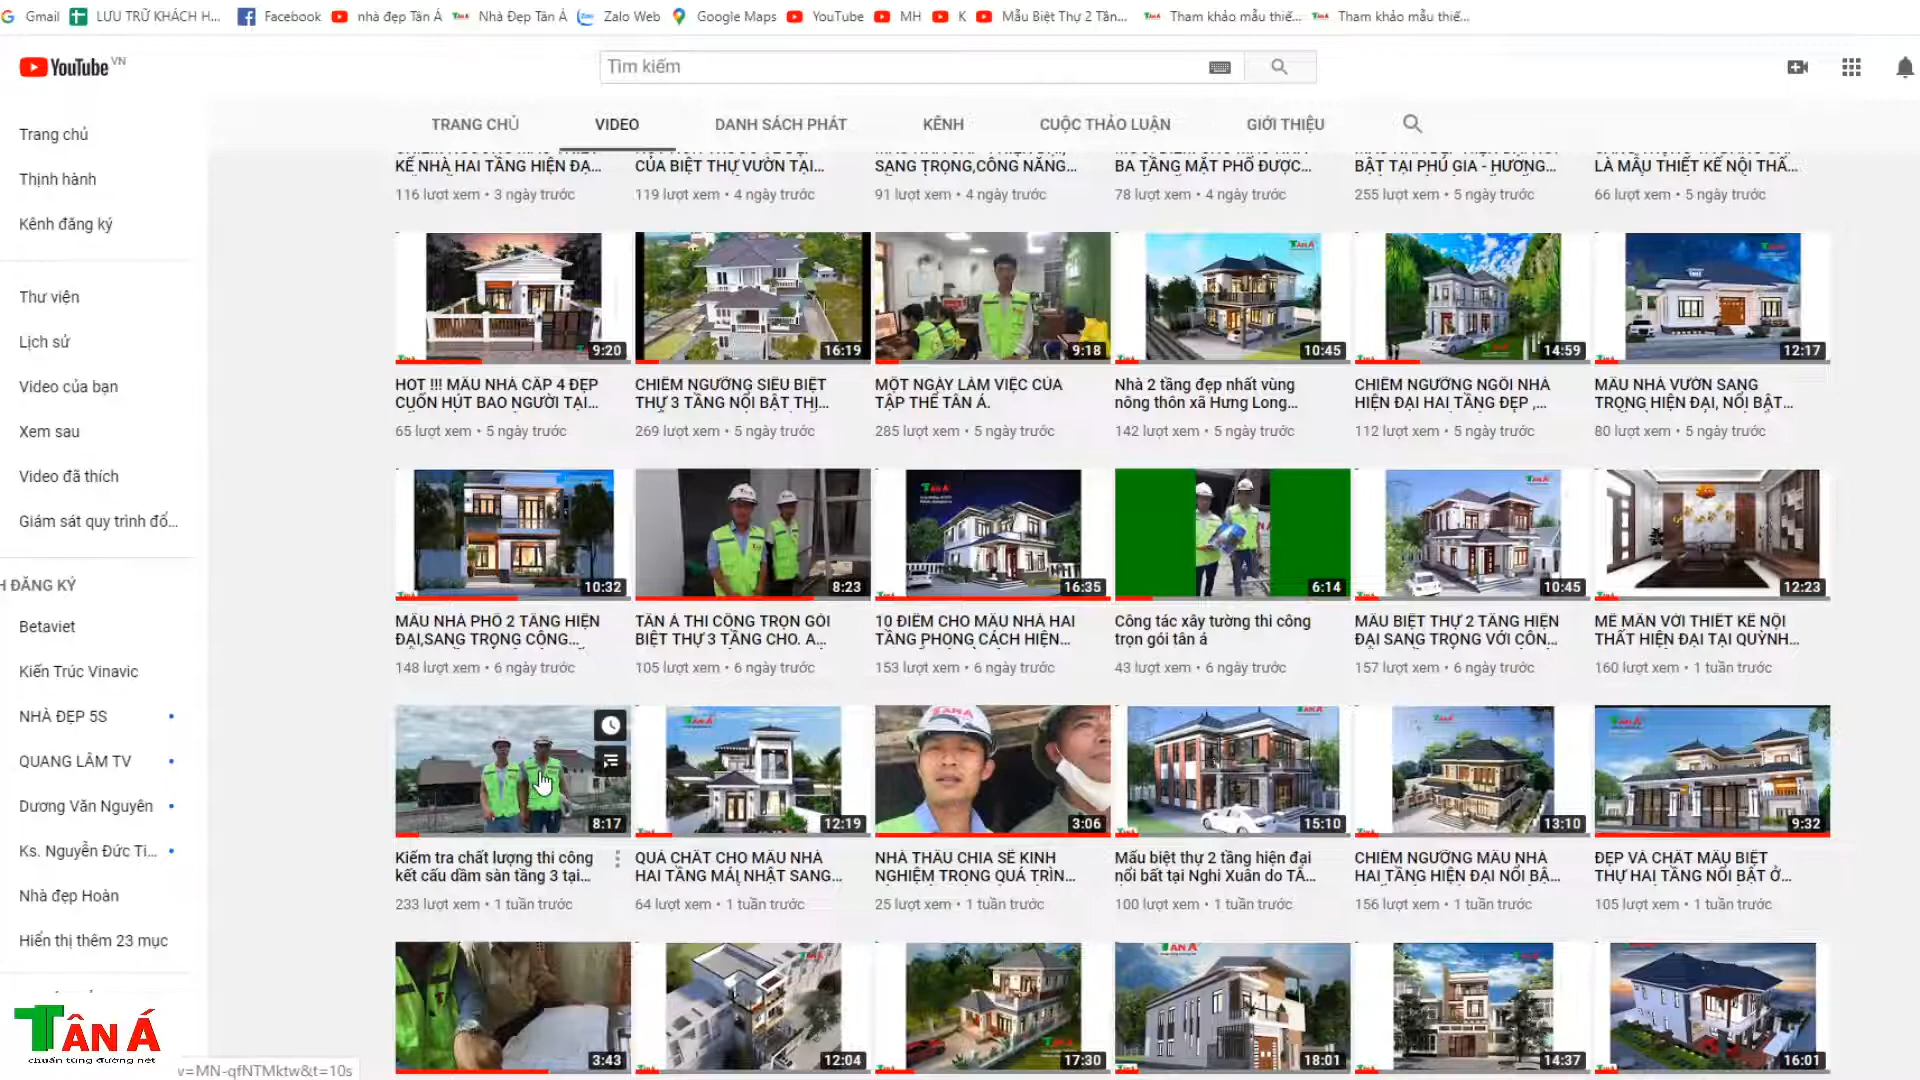 Gmail LƯU TRỮ KHÁCH H... Facebook nhà đẹp Tân Á Nhà Đẹp Tân Á Zalo Web Google Maps YouTube MH K Mẫu Biệt Thự 2 Tần... Tham khảo mẫu thiế... Tham khảo mẫu thiế...
YouTube VN
Tìm kiếm
TRANG CHỦ VIDEO DANH SÁCH PHÁT KÊNH CUỘC THẢO LUẬN GIỚI THIỆU
Trang chủ
Thịnh hành
Kênh đăng ký
Thư viện
Lịch sử
Video của bạn
Xem sau
Video đã thích
Giám sát quy trình đổ...
H ĐĂNG KÝ
Betaviet
Kiến Trúc Vinavic
NHÀ ĐẸP 5S
QUANG LÂM TV
Dương Văn Nguyên
Ks. Nguyễn Đức Ti...
Nhà đẹp Hoàn
Hiển thị thêm 23 mục
KẾ NHÀ HAI TẦNG HIỆN ĐẠ...
116 lượt xem • 3 ngày trước
CỦA BIỆT THỰ VƯỜN TẠI...
119 lượt xem • 4 ngày trước
SANG TRỌNG,CÔNG NĂNG...
91 lượt xem • 4 ngày trước
BA TẦNG MẶT PHỐ ĐƯỢC...
78 lượt xem • 4 ngày trước
BẬT TẠI PHÚ GIA - HƯƠNG...
255 lượt xem • 5 ngày trước
LÀ MẪU THIẾT KẾ NỘI THẤ...
66 lượt xem • 5 ngày trước
9:20
HOT !!! MẪU NHÀ CẤP 4 ĐẸP
CUỐN HÚT BAO NGƯỜI TẠI...
65 lượt xem • 5 ngày trước
16:19
CHIÊM NGƯỠNG SIÊU BIỆT
THỰ 3 TẦNG NỔI BẬT THỊ...
269 lượt xem • 5 ngày trước
9:18
MỘT NGÀY LÀM VIỆC CỦA
TẬP THỂ TÂN Á.
285 lượt xem • 5 ngày trước
TÂN Á
10:45
Nhà 2 tầng đẹp nhất vùng
nông thôn xã Hưng Long...
142 lượt xem • 5 ngày trước
14:59
CHIÊM NGƯỠNG NGÔI NHÀ
HIỆN ĐẠI HAI TẦNG ĐẸP ,...
112 lượt xem • 5 ngày trước
12:17
MẪU NHÀ VƯỜN SANG
TRỌNG HIỆN ĐẠI, NỔI BẬT...
80 lượt xem • 5 ngày trước
10:32
MẪU NHÀ PHỐ 2 TẦNG HIỆN
ĐẠI,SANG TRỌNG CÔNG...
148 lượt xem • 6 ngày trước
8:23
TÂN Á THI CÔNG TRỌN GÓI
BIỆT THỰ 3 TẦNG CHO. A...
105 lượt xem • 6 ngày trước
TÂN Á
16:35
10 ĐIỂM CHO MẪU NHÀ HAI
TẦNG PHONG CÁCH HIỆN...
153 lượt xem • 6 ngày trước
6:14
Công tác xây tường thi công
trọn gói tân á
43 lượt xem • 6 ngày trước
10:45
MẪU BIỆT THỰ 2 TẦNG HIỆN
ĐẠI SANG TRỌNG VỚI CÔN...
157 lượt xem • 6 ngày trước
12:23
MÊ MẨN VỚI THIẾT KẾ NỘI
THẤT HIỆN ĐẠI TẠI QUỲNH...
160 lượt xem • 1 tuần trước
8:17
Kiểm tra chất lượng thi công
kết cấu dầm sàn tầng 3 tại...
233 lượt xem • 1 tuần trước
TÂN Á
12:19
QUÁ CHẤT CHO MẪU NHÀ
HAI TẦNG MÁI NHẬT SANG...
64 lượt xem • 1 tuần trước
TÂN Á
3:06
NHÀ THẦU CHIA SẼ KINH
NGHIỆM TRONG QUÁ TRÌN...
25 lượt xem • 1 tuần trước
15:10
Mẩu biệt thự 2 tầng hiện đại
nổi bất tại Nghi Xuân do TÂ...
100 lượt xem • 1 tuần trước
13:10
CHIÊM NGƯỠNG MẪU NHÀ
HAI TẦNG HIỆN ĐẠI NỔI BẬ...
156 lượt xem • 1 tuần trước
TÂN Á
9:32
ĐẸP VÀ CHẤT MẪU BIỆT
THỰ HAI TẦNG NỔI BẬT Ở...
105 lượt xem • 1 tuần trước
3:43
12:04
17:30
TÂN Á
18:01
14:37
16:01
TÂN Á
chuẩn từng đường nét
v=MN-qfNTMktw&t=10s